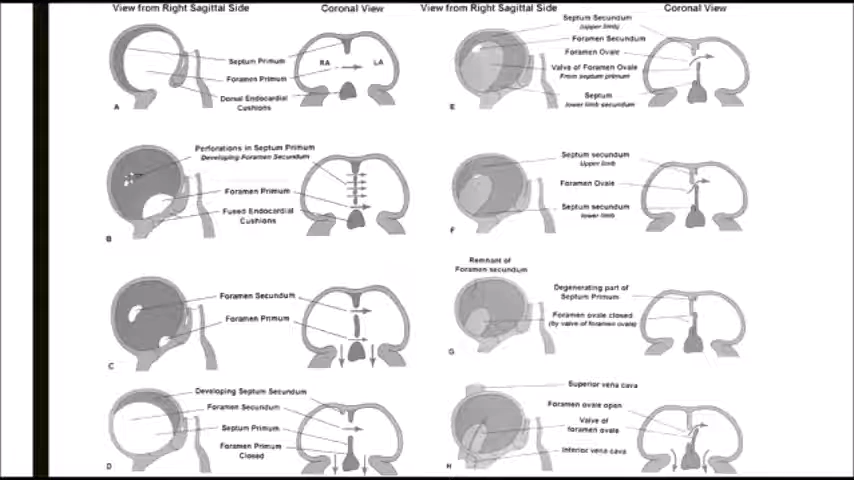 View from Right Sagittal Side
Coronal View
Septum Primum
Foramen Primum
Dorsal Endocardial
Cushions
RA
LA
A
Perforations in Septum Primum
Developing Foramen Secundum
Foramen Primum
Fused Endocardial
Cushions
B
Foramen Secundum
Foramen Primum
C
Developing Septum Secundum
Foramen Secundum
Septum Primum
Foramen Primum
Closed
D
View from Right Sagittal Side
Coronal View
Septum Secundum
(upper limb)
Foramen Secundum
Foramen Ovale
Valve of Foramen Ovale
From septum primum
Septum
lower limb secundum
E
Septum secundum
Upper limb
Foramen Ovale
Septum secundum
lower limb
F
Remnant of
Foramen secundum
Degenerating part of
Septum Primum
Foramen ovale closed
(by valve of foramen ovale)
G
Superior vena cava
Foramen ovale open
Valve of
foramen ovale
Inferior vena cava
H